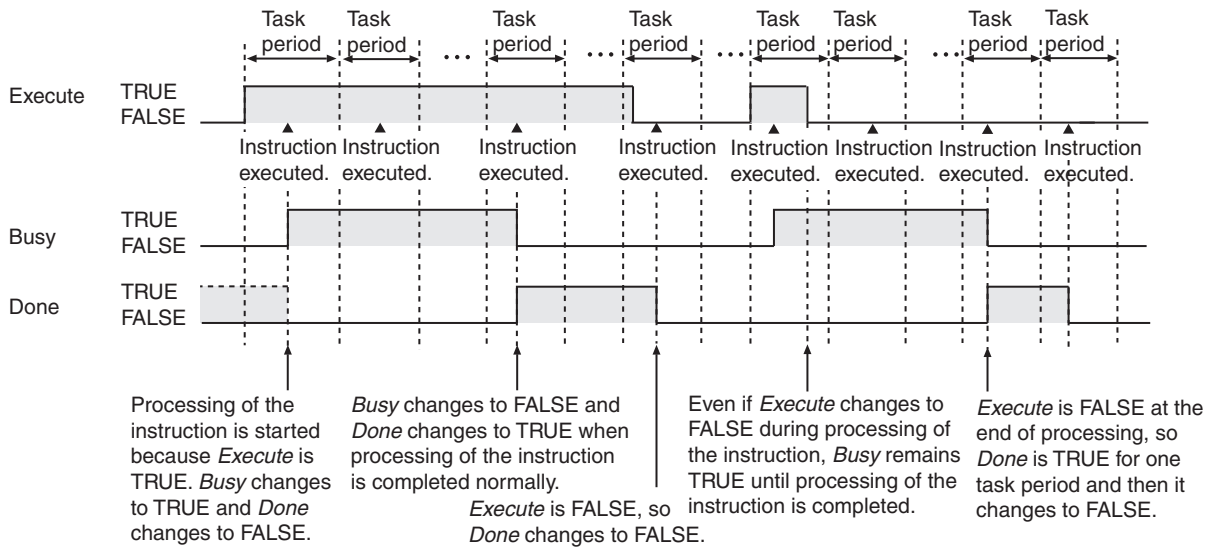 Task period
Task period
Task period
Task period
Task period
Task period
Task period
Task period
...
...
...
...
Execute
TRUE
FALSE
Instruction executed.
Instruction executed.
Instruction executed.
Instruction executed.
Instruction executed.
Instruction executed.
Instruction executed.
Instruction executed.
Busy
TRUE
FALSE
Done
TRUE
FALSE
Processing of the
instruction is started
because Execute is
TRUE. Busy changes
to TRUE and Done
changes to FALSE.
Busy changes to FALSE and
Done changes to TRUE when
processing of the instruction
is completed normally.
Execute is FALSE, so
Done changes to FALSE.
Even if Execute changes to
FALSE during processing of
the instruction, Busy remains
TRUE until processing of the
instruction is completed.
Execute is FALSE at the
end of processing, so
Done is TRUE for one
task period and then it
changes to FALSE.